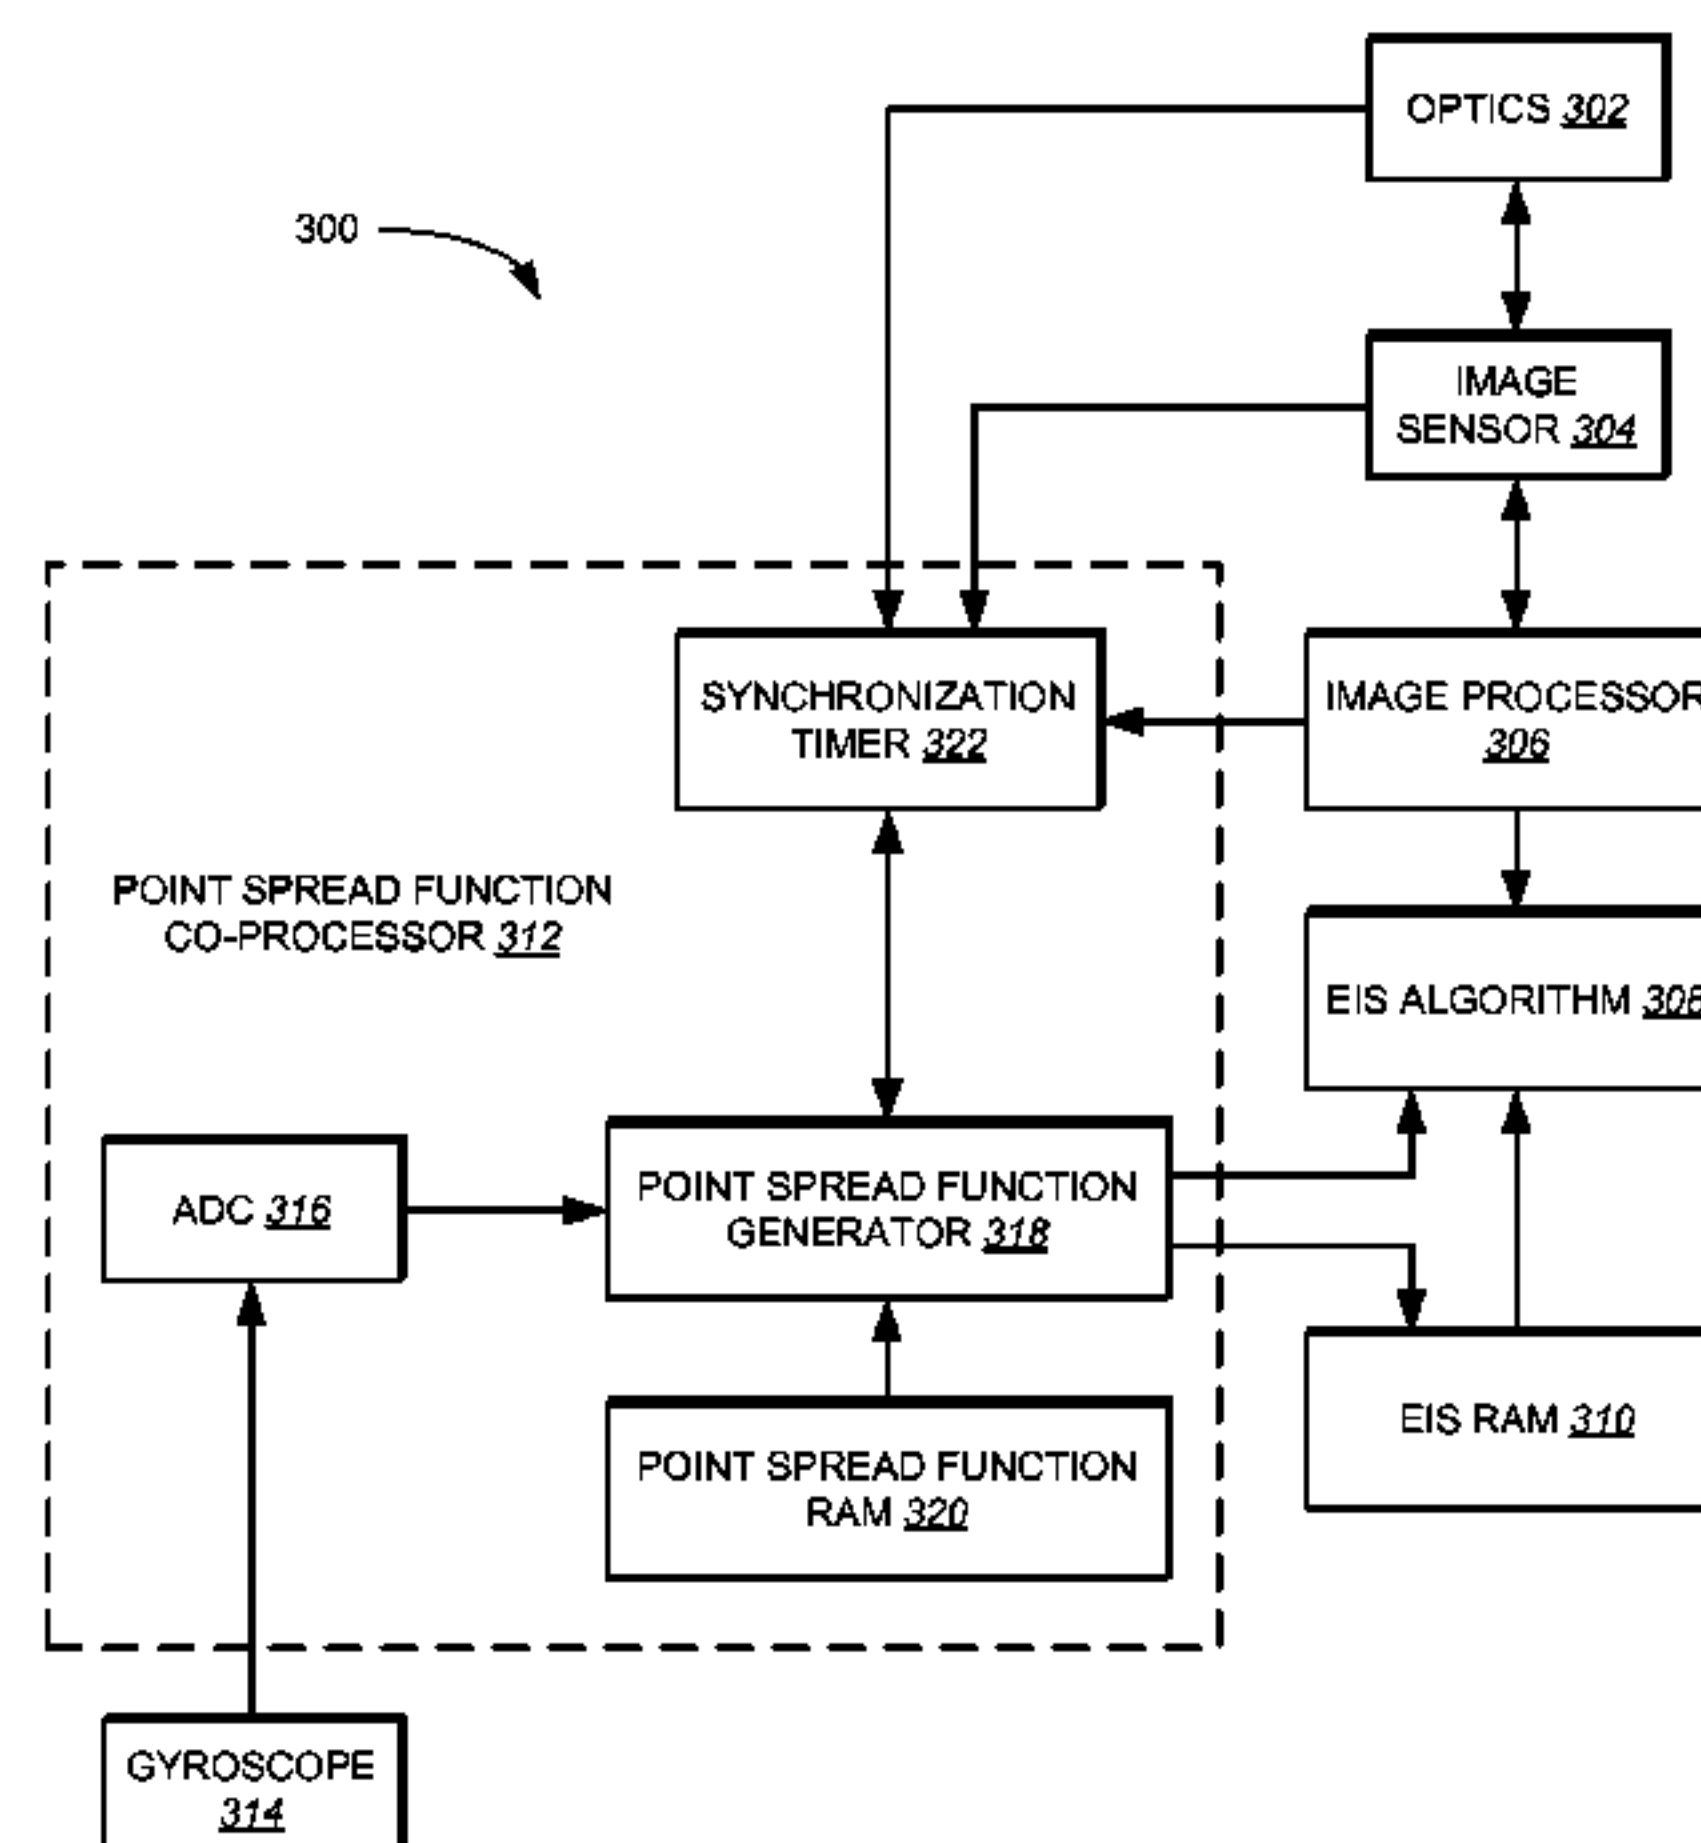 OPTICS 302
300
IMAGE
SENSOR 304
SYNCHRONIZATION
TIMER 322
IMAGE PROCESSOR
306
POINT SPREAD FUNCTION
CO-PROCESSOR 312
EIS ALGORITHM 308
ADC 316
POINT SPREAD FUNCTION
GENERATOR 318
EIS RAM 310
POINT SPREAD FUNCTION
RAM 320
GYROSCOPE
314